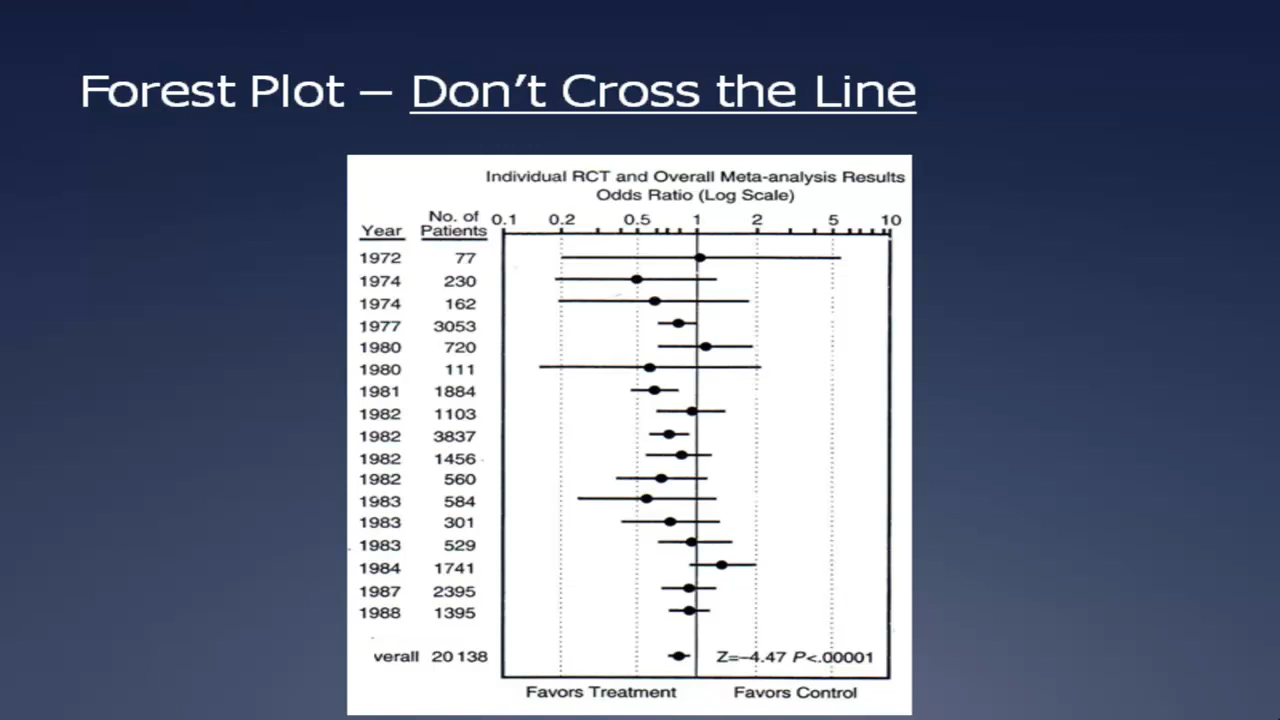 Forest Plot – Don't Cross the Line
Individual RCT and Overall Meta-analysis Results
Odds Ratio (Log Scale)
Year No. of Patients 0.1 0.2 0.5 1 2 5 10
1972 77
1974 230
1974 162
1977 3053
1980 720
1980 111
1981 1884
1982 1103
1982 3837
1982 1456
1982 560
1983 584
1983 301
1983 529
1984 1741
1987 2395
1988 1395
verall 20 138 Z=–4.47 P<.00001
Favors Treatment Favors Control